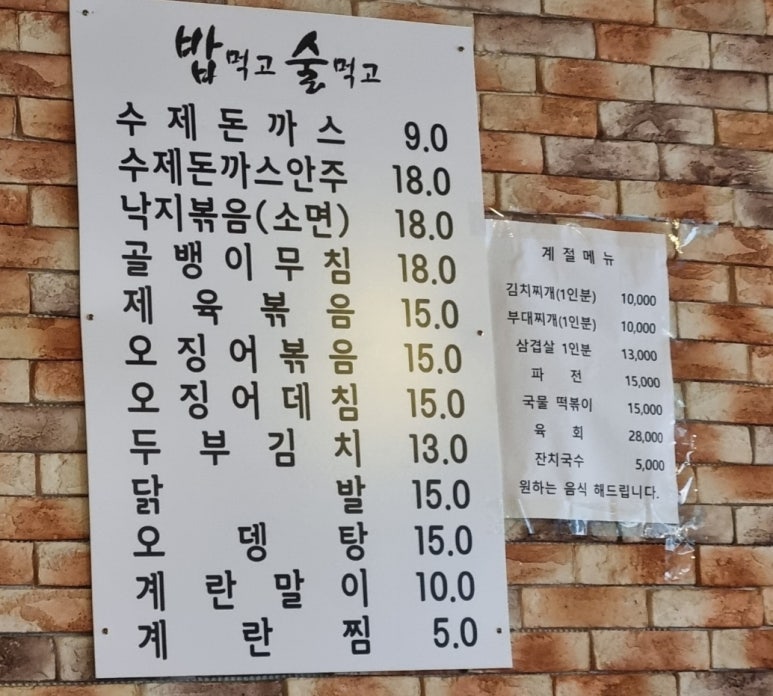 밥먹고 술먹고
수제돈까스 9.0
수제돈까스안주 18.0
낙지볶음(소면) 18.0
골뱅이무침 18.0
제육볶음 15.0
오징어볶음 15.0
오징어데침 15.0
두부김치 13.0
닭발 15.0
오뎅탕 15.0
계란말이 10.0
계란찜 5.0
계절메뉴
김치찌개(1인분) 10,000
부대찌개(1인분) 10,000
삼겹살 1인분 13,000
파전 15,000
국물 떡볶이 15,000
육회 28,000
잔치국수 5,000
원하는 음식 해드립니다.